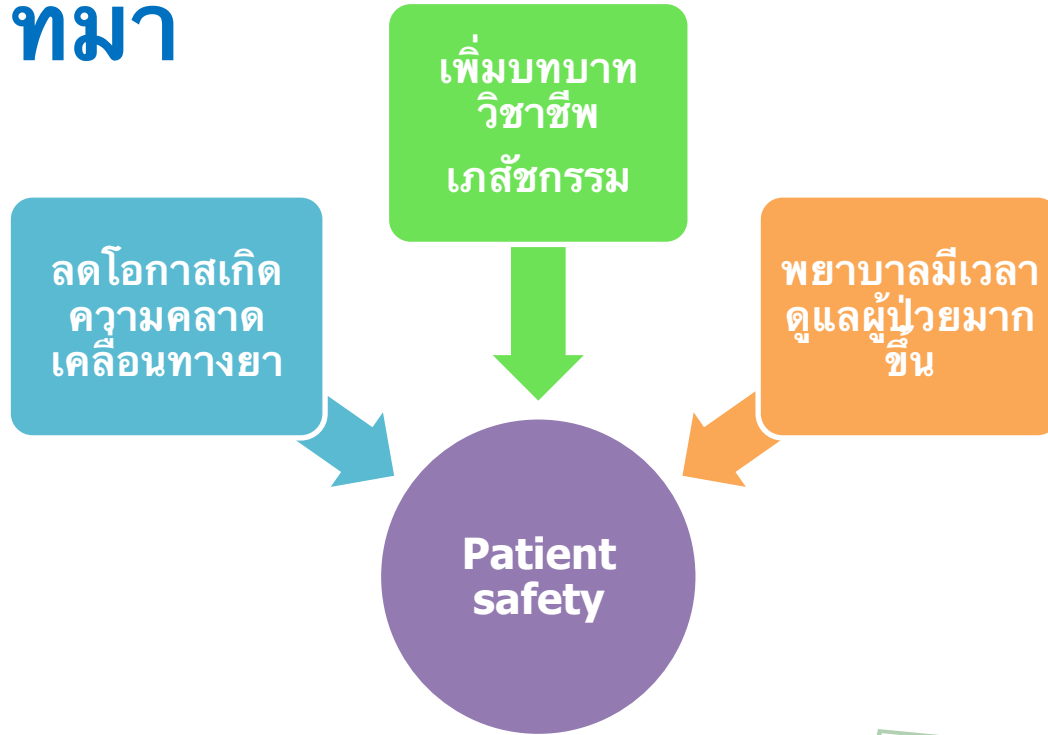 ทมา
เพิ่มบทบาท
วิชาชีพ
เภสัชกรรม
ลดโอกาสเกิด
ความคลาด
เคลื่อนทางยา
พยาบาลมีเวลา
ดูแลผู้ป่วยมาก
ขึ้น
Patient
safety